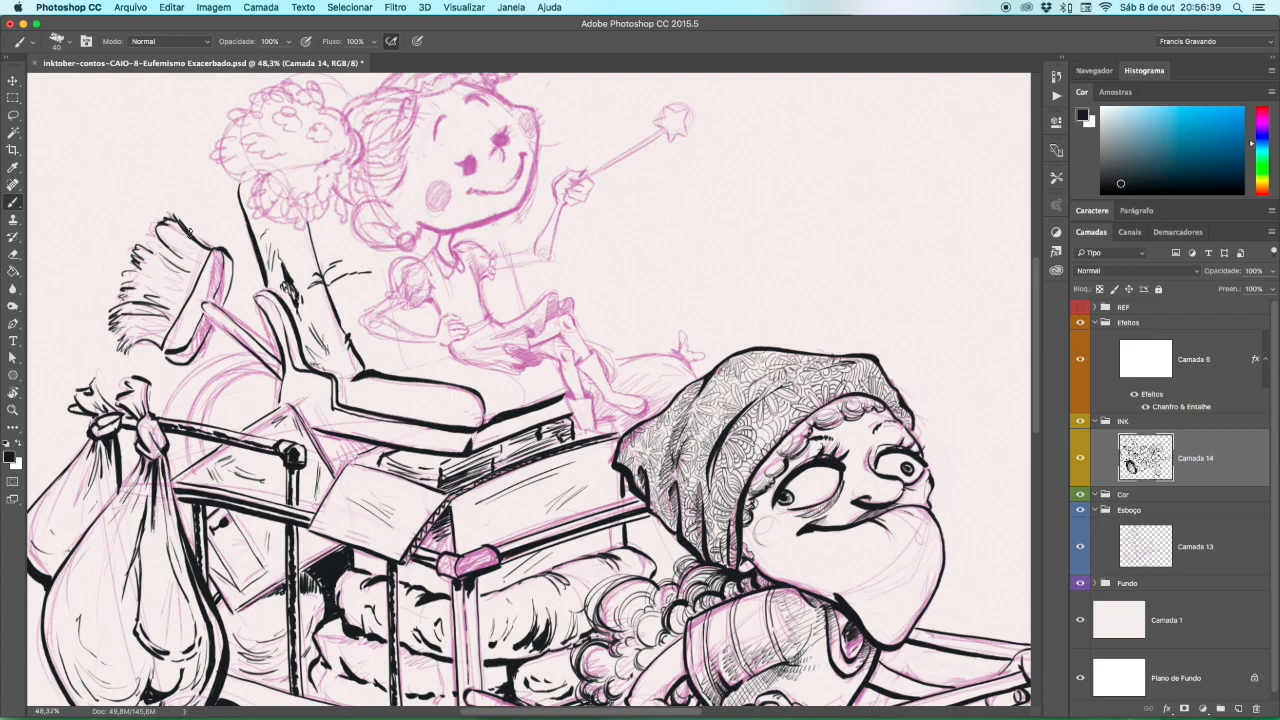 Photoshop CC Arquivo Editar Imagem Camada Texto Selecionar Filtro 3D Visualizar Janela Ajuda Sáb 8 de out 20:56:39
Adobe Photoshop CC 2015.5
40 Modo: Normal Opacidade: 100% Fluxo: 100% Francis Gravando
inktober-contos-CAIO-8-Eufemismo Exacerbado.psd @ 48,3% (Camada 14, RGB/8) *
Navegador Histograma
Cor Amostras
Caractere Parágrafo
Camadas Canais Demarcadores
Tipo
Normal Opacidade: 100%
Bloq.: Preen.: 100%
REF
Efeitos
Camada 6 fx
Efeitos
Chanfro & Entalhe
INK
Camada 14
Cor
Esboço
Camada 13
Fundo
Camada 1
Plano de Fundo
48,32% Doc: 49,8M/145,6M
fx